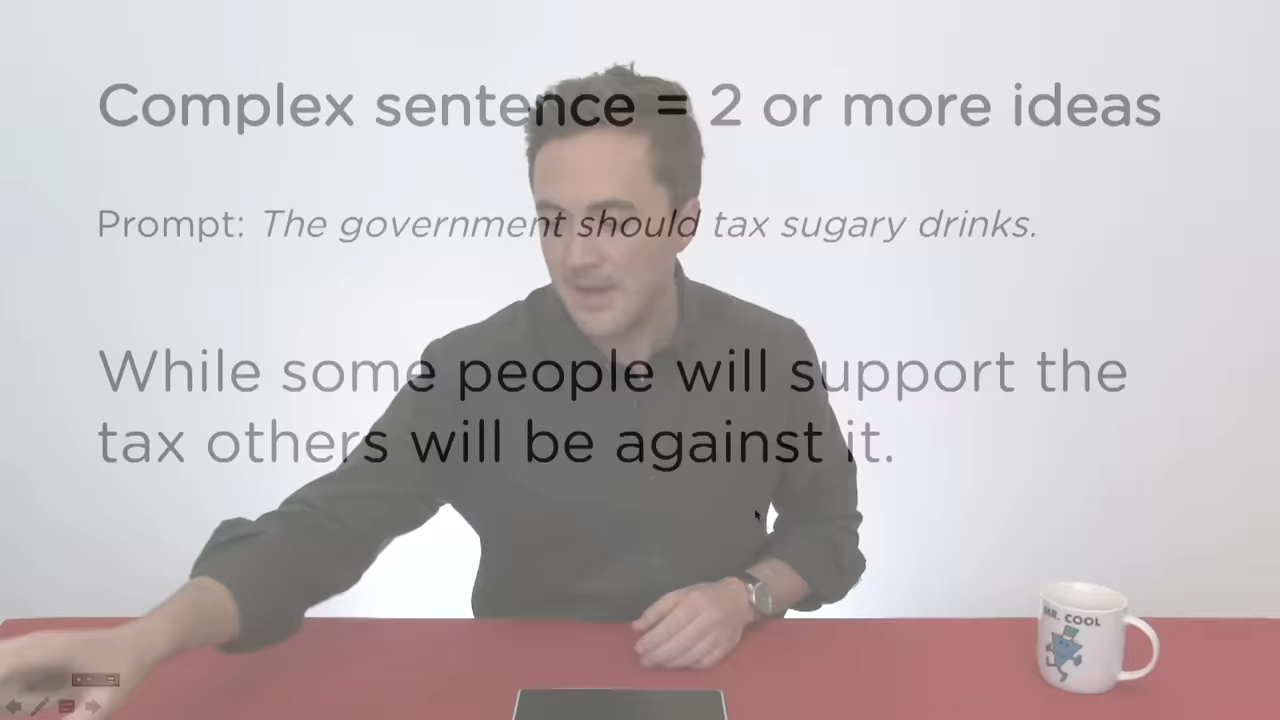 Complex sentence = 2 or more ideas
Prompt: The government should tax sugary drinks.
While some people will support the
tax others will be against it.
MR. COOL